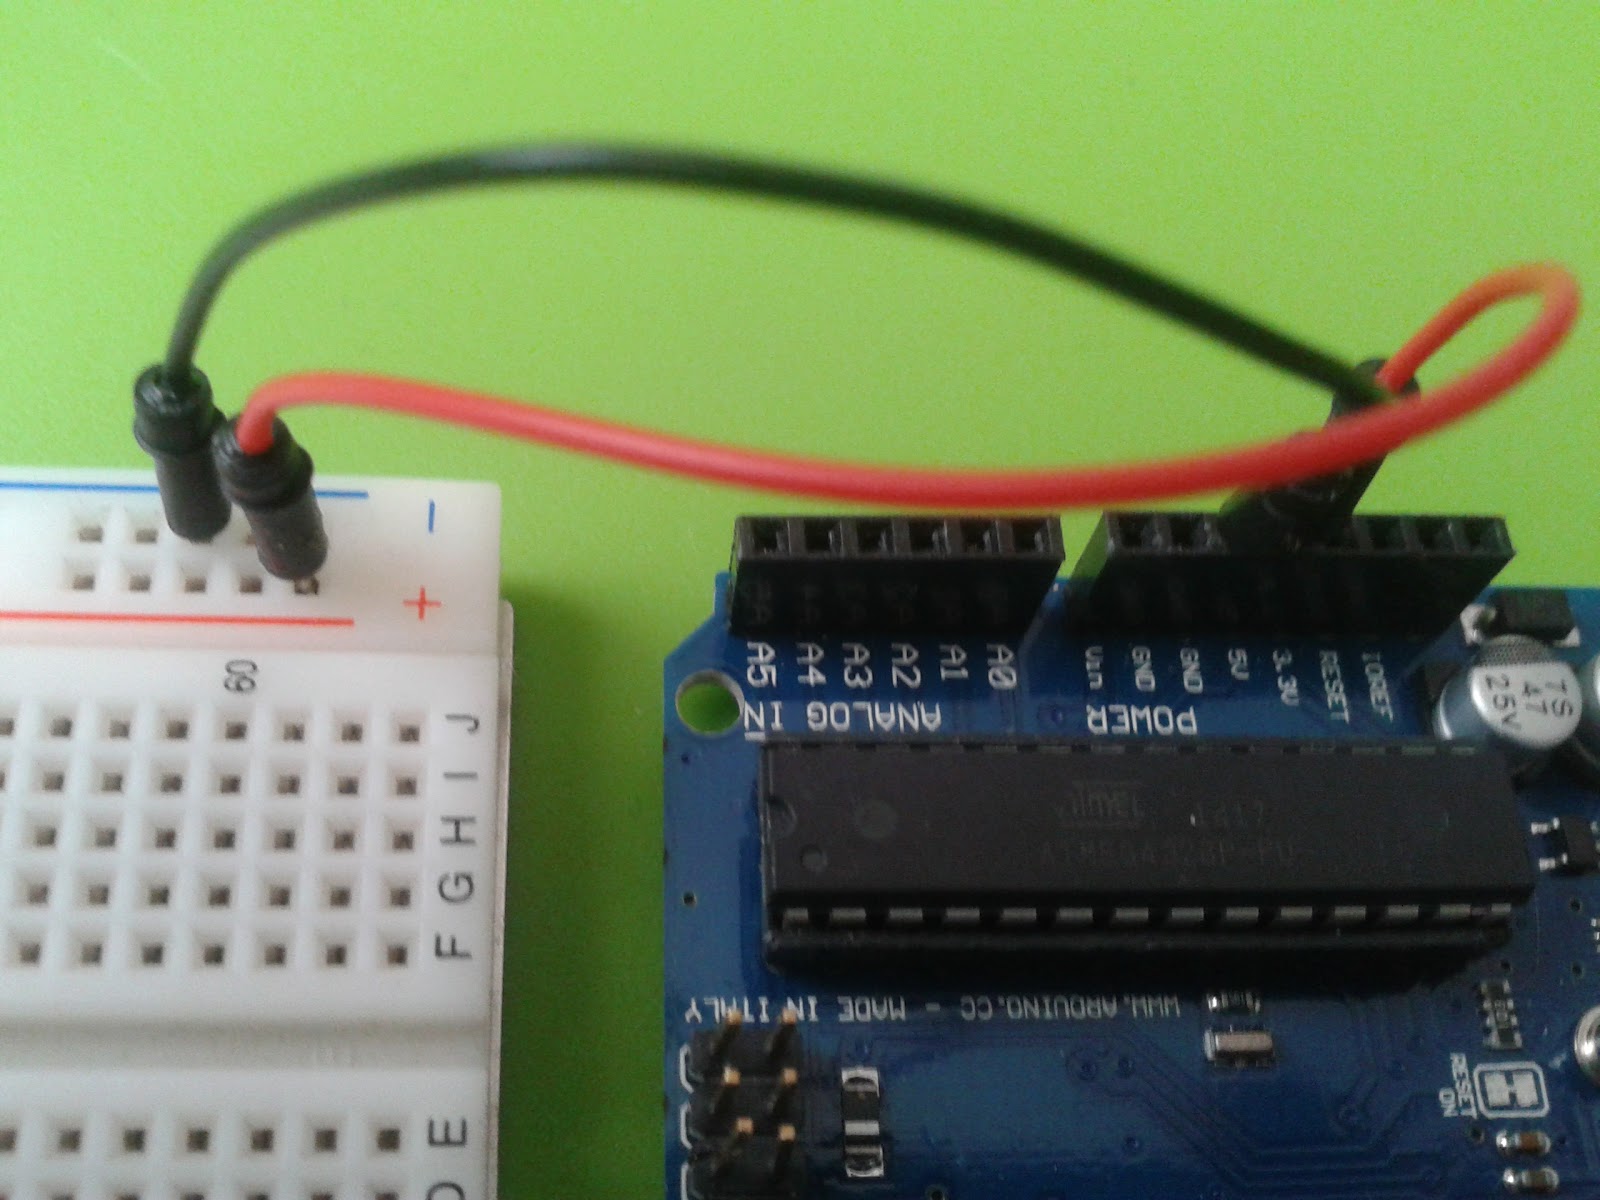 −
+
60
J
I
H
G
F
E
D
A5 A4 A3 A2 A1 A0
ANALOG IN
Vin GND GND 5V 3.3V RESET IOREF
POWER
TS
47
25V
ATMEL 1417
ATMEGA328P-PU
WWW.ARDUINO.CC - MADE IN ITALY
RESET
ON